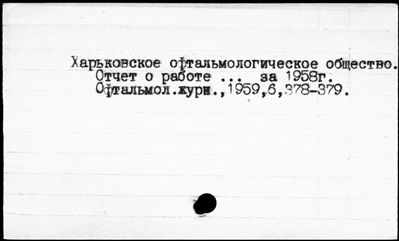 Харьковское офтальмологическое общество.
Отчет о работе ... за 1958г.
Офтальмол.журн.,1959,6,378-379.